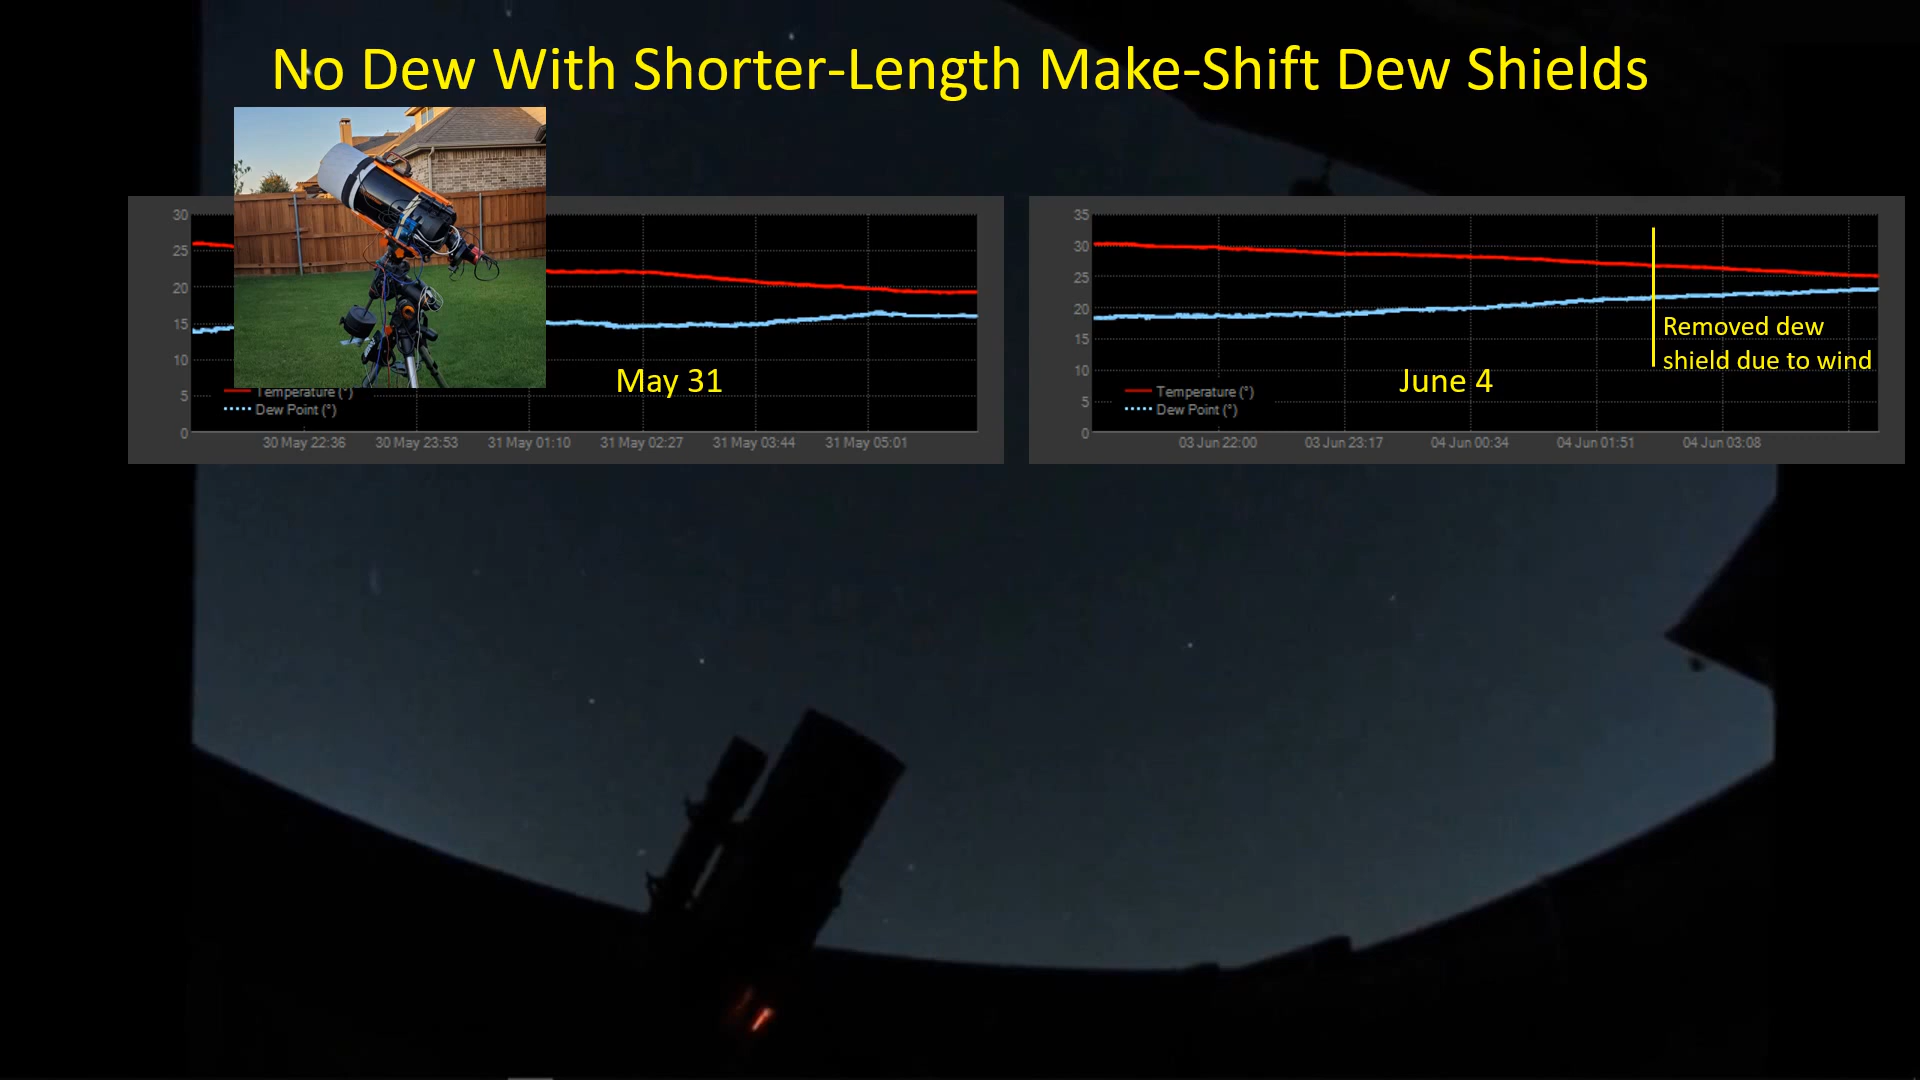 No Dew With Shorter-Length Make-Shift Dew Shields
30
25
20
15
10
5
0
Temperature (°)
Dew Point (°)
May 31
30 May 22:36
30 May 23:53
31 May 01:10
31 May 02:27
31 May 03:44
31 May 05:01
35
30
25
20
15
10
5
0
Removed dew
shield due to wind
June 4
Temperature (°)
Dew Point (°)
03 Jun 22:00
03 Jun 23:17
04 Jun 00:34
04 Jun 01:51
04 Jun 03:08